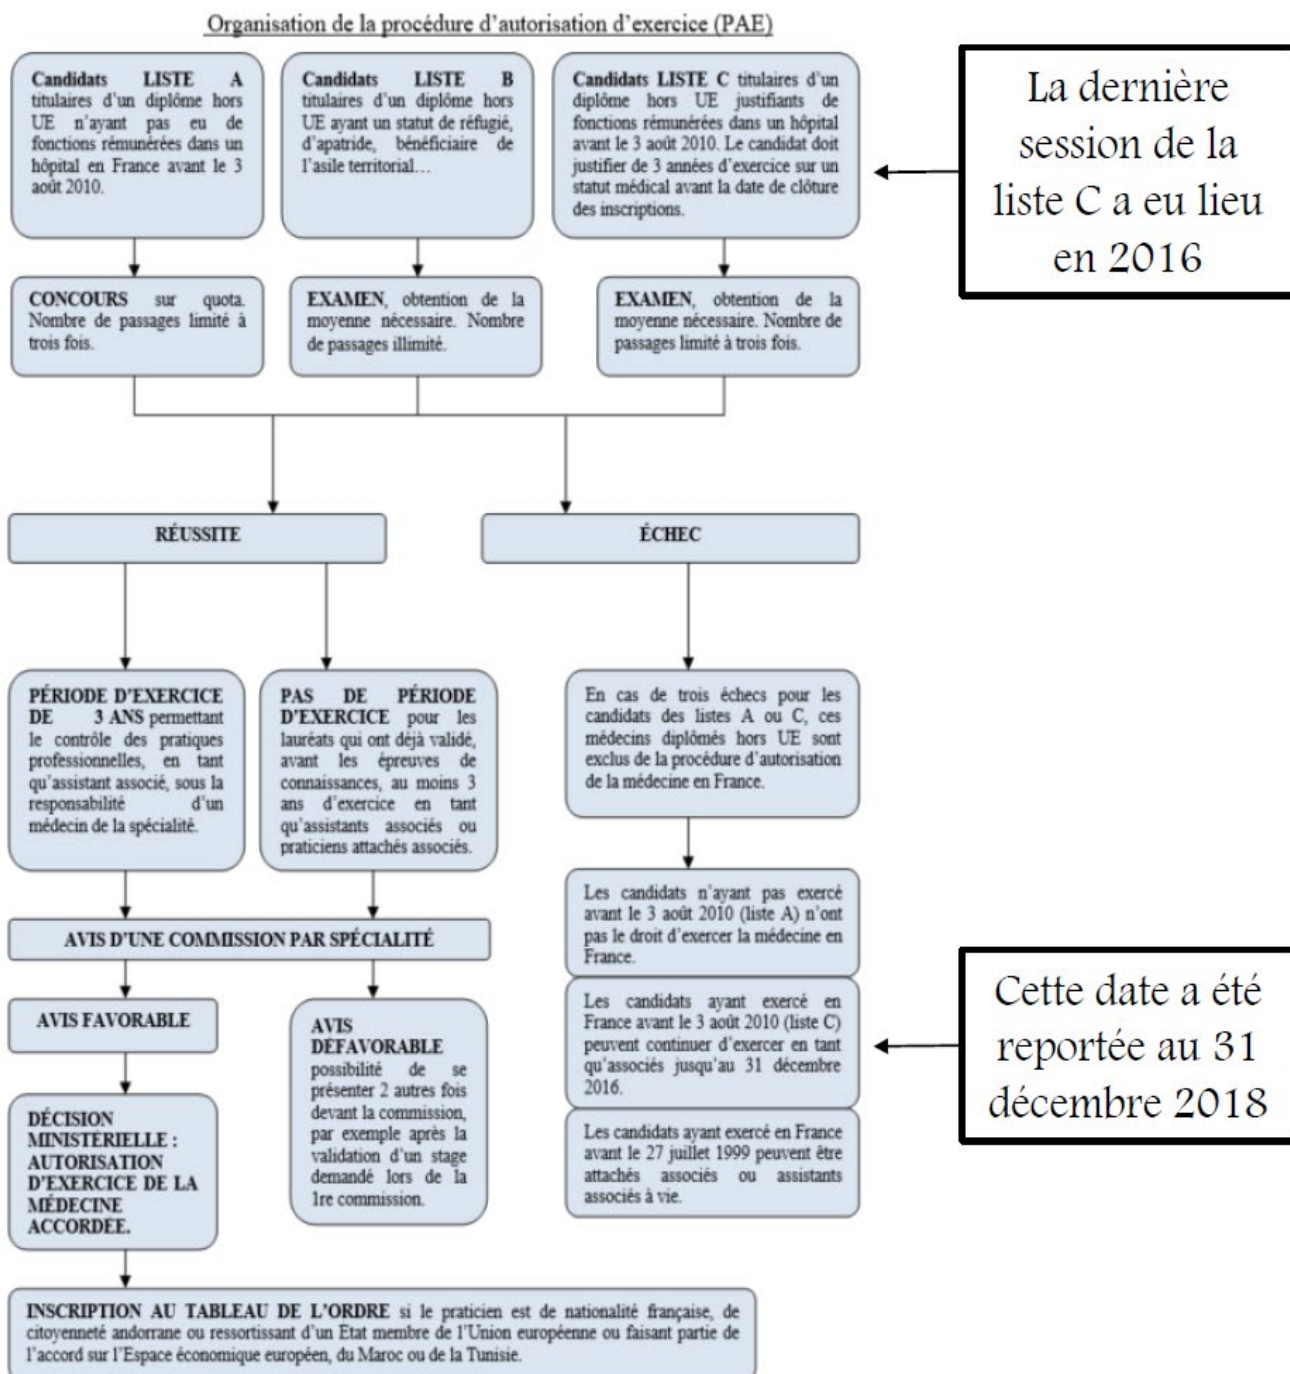 Organisation de la procédure d'autorisation d'exercice (PAE)
Candidats LISTE A
titulaires d'un diplôme hors
UE n'ayant pas eu de
fonctions rémunérées dans un
hôpital en France avant le 3
août 2010.
Candidats LISTE B
titulaires d'un diplôme hors
UE ayant un statut de réfugié,
d'apatride, bénéficiaire de
l'asile territorial…
Candidats LISTE C titulaires d'un
diplôme hors UE justifiants de
fonctions rémunérées dans un hôpital
avant le 3 août 2010. Le candidat doit
justifier de 3 années d'exercice sur un
statut médical avant la date de clôture
des inscriptions.
La dernière
session de la
liste C a eu lieu
en 2016
CONCOURS sur quota.
Nombre de passages limité à
trois fois.
EXAMEN, obtention de la
moyenne nécessaire. Nombre
de passages illimité.
EXAMEN, obtention de la
moyenne nécessaire. Nombre de
passages limité à trois fois.
RÉUSSITE
ÉCHEC
PÉRIODE D'EXERCICE
DE 3 ANS permettant
le contrôle des pratiques
professionnelles, en tant
qu'assistant associé, sous la
responsabilité d'un
médecin de la spécialité.
PAS DE PÉRIODE
D'EXERCICE pour les
lauréats qui ont déjà validé,
avant les épreuves de
connaissances, au moins 3
ans d'exercice en tant
qu'assistants associés ou
praticiens attachés associés.
En cas de trois échecs pour les
candidats des listes A ou C, ces
médecins diplômés hors UE sont
exclus de la procédure d'autorisation
de la médecine en France.
Les candidats n'ayant pas exercé
avant le 3 août 2010 (liste A) n'ont
pas le droit d'exercer la médecine en
France.
AVIS D'UNE COMMISSION PAR SPÉCIALITÉ
AVIS FAVORABLE
AVIS
DÉFAVORABLE
possibilité de se
présenter 2 autres fois
devant la commission,
par exemple après la
validation d'un stage
demandé lors de la
1re commission.
Les candidats ayant exercé en
France avant le 3 août 2010 (liste C)
peuvent continuer d'exercer en tant
qu'associés jusqu'au 31 décembre
2016.
Cette date a été
reportée au 31
décembre 2018
DÉCISION
MINISTÉRIELLE :
AUTORISATION
D'EXERCICE DE LA
MÉDECINE
ACCORDÉE.
Les candidats ayant exercé en France
avant le 27 juillet 1999 peuvent être
attachés associés ou assistants
associés à vie.
INSCRIPTION AU TABLEAU DE L'ORDRE si le praticien est de nationalité française, de
citoyenneté andorrane ou ressortissant d'un État membre de l'Union européenne ou faisant partie de
l'accord sur l'Espace économique européen, du Maroc ou de la Tunisie.